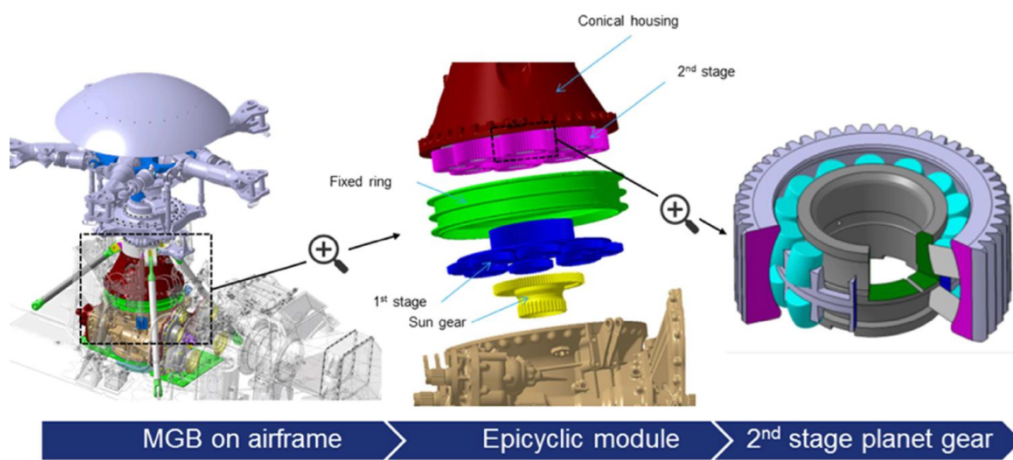 Conical housing
2nd stage
Fixed ring
1st stage
Sun gear
MGB on airframe
Epicyclic module
2nd stage planet gear